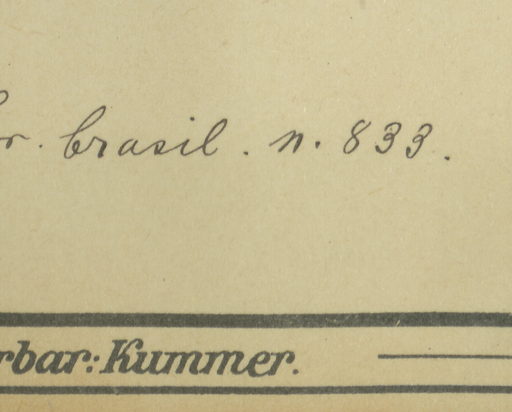 r. brasil. n. 833.
rbar: Kummer.